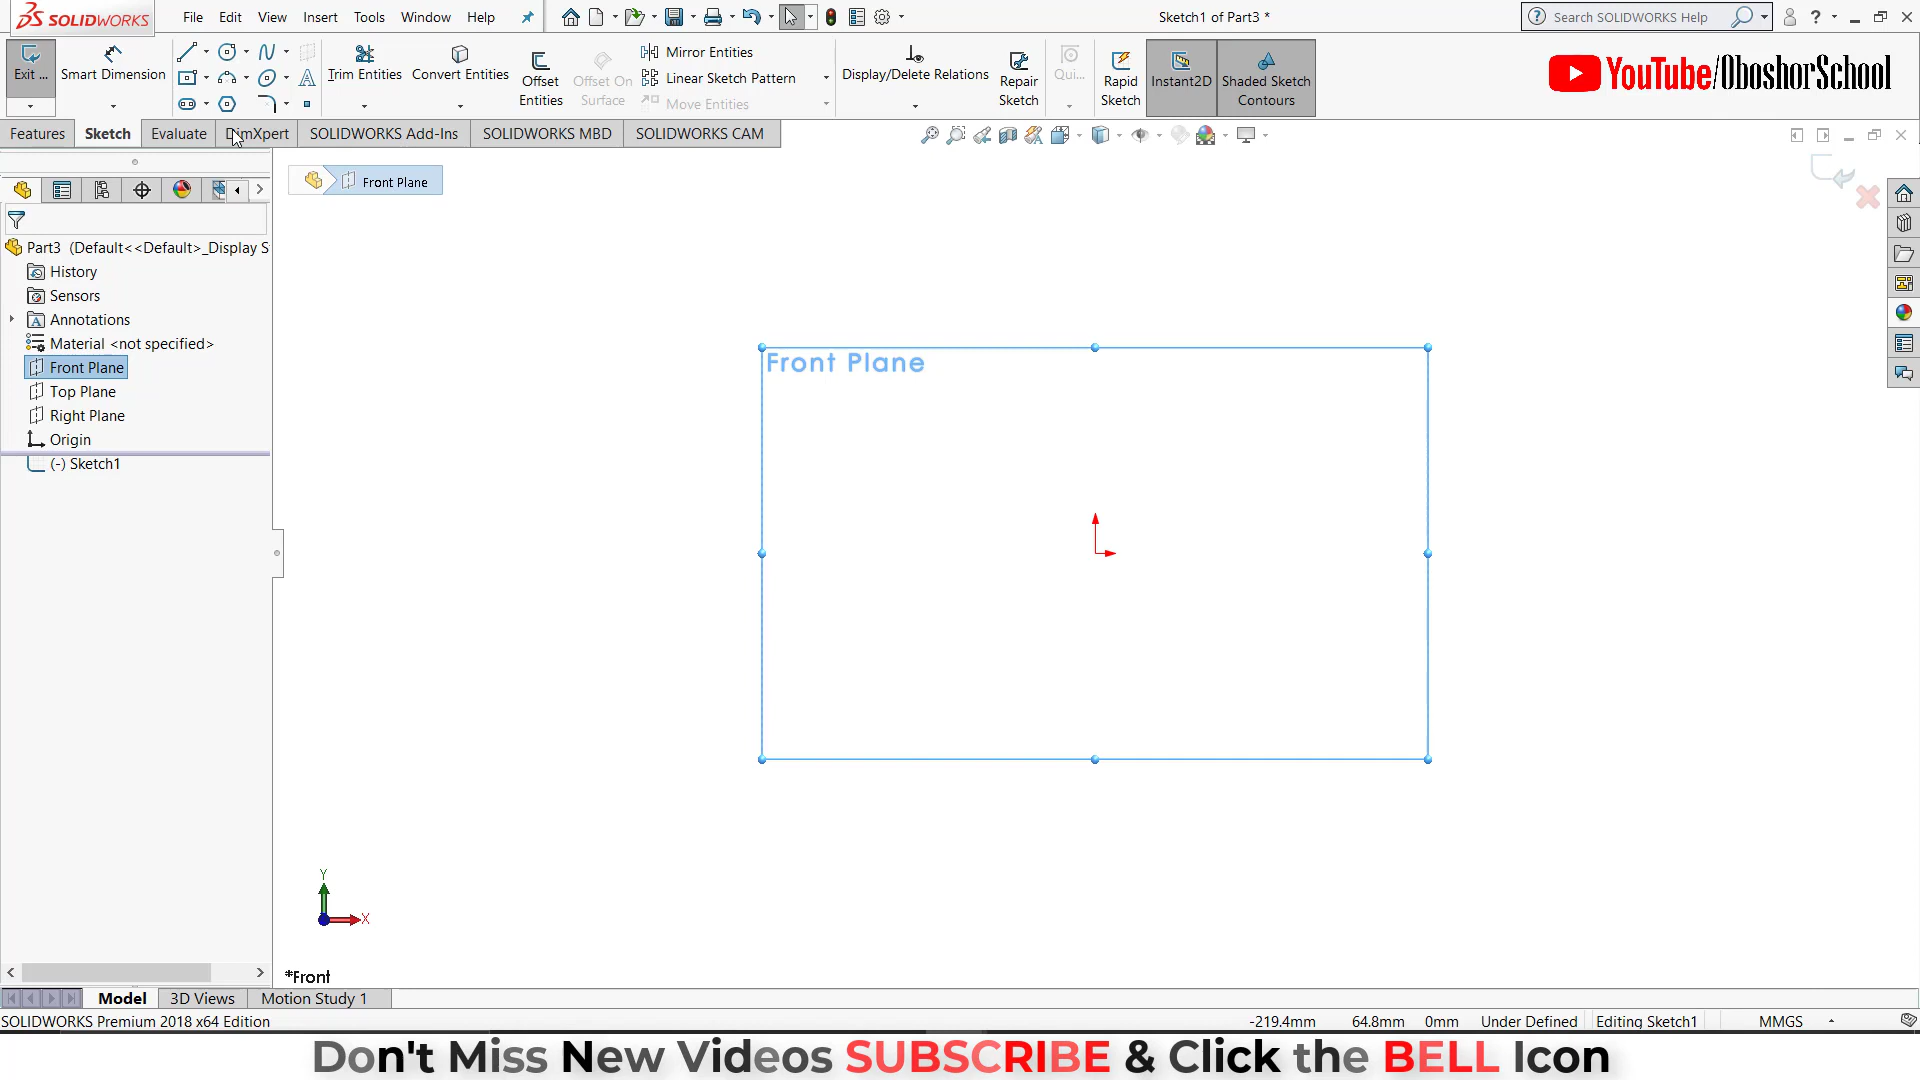 SOLIDWORKS File Edit View Insert Tools Window Help Sketch1 of Part3 * Search SOLIDWORKS Help
Exit ... Smart Dimension Trim Entities Convert Entities Offset Entities Offset On Surface Mirror Entities Linear Sketch Pattern Move Entities Display/Delete Relations Repair Sketch Qui... Rapid Sketch Instant2D Shaded Sketch Contours
YouTube/OboshorSchool
Features Sketch Evaluate DimXpert SOLIDWORKS Add-Ins SOLIDWORKS MBD SOLIDWORKS CAM
Front Plane
Part3 (Default<<Default>_Display S
History
Sensors
Annotations
Material <not specified>
Front Plane
Top Plane
Right Plane
Origin
(-) Sketch1
Front Plane
Y
X
*Front
Model 3D Views Motion Study 1
SOLIDWORKS Premium 2018 x64 Edition -219.4mm 64.8mm 0mm Under Defined Editing Sketch1 MMGS
Don't Miss New Videos SUBSCRIBE & Click the BELL Icon